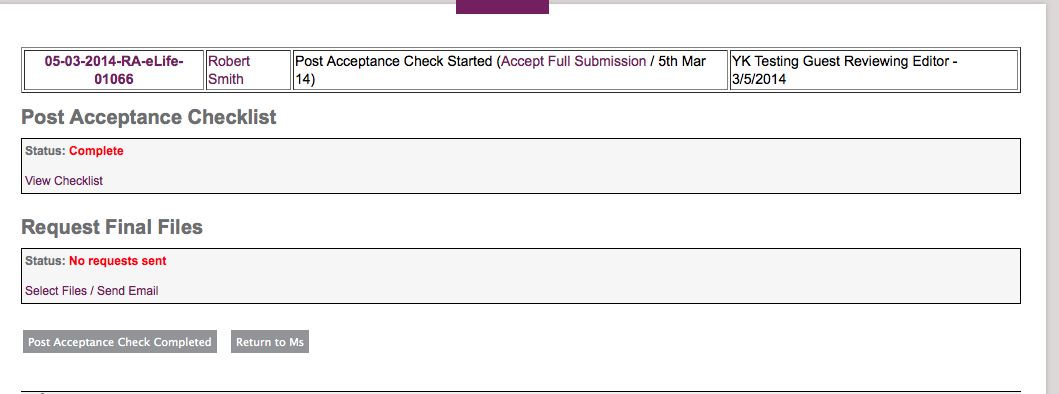 05-03-2014-RA-eLife-
01066
Robert
Smith
Post Acceptance Check Started (Accept Full Submission / 5th Mar
14)
YK Testing Guest Reviewing Editor -
3/5/2014
Post Acceptance Checklist
Status: Complete
View Checklist
Request Final Files
Status: No requests sent
Select Files / Send Email
Post Acceptance Check Completed
Return to Ms